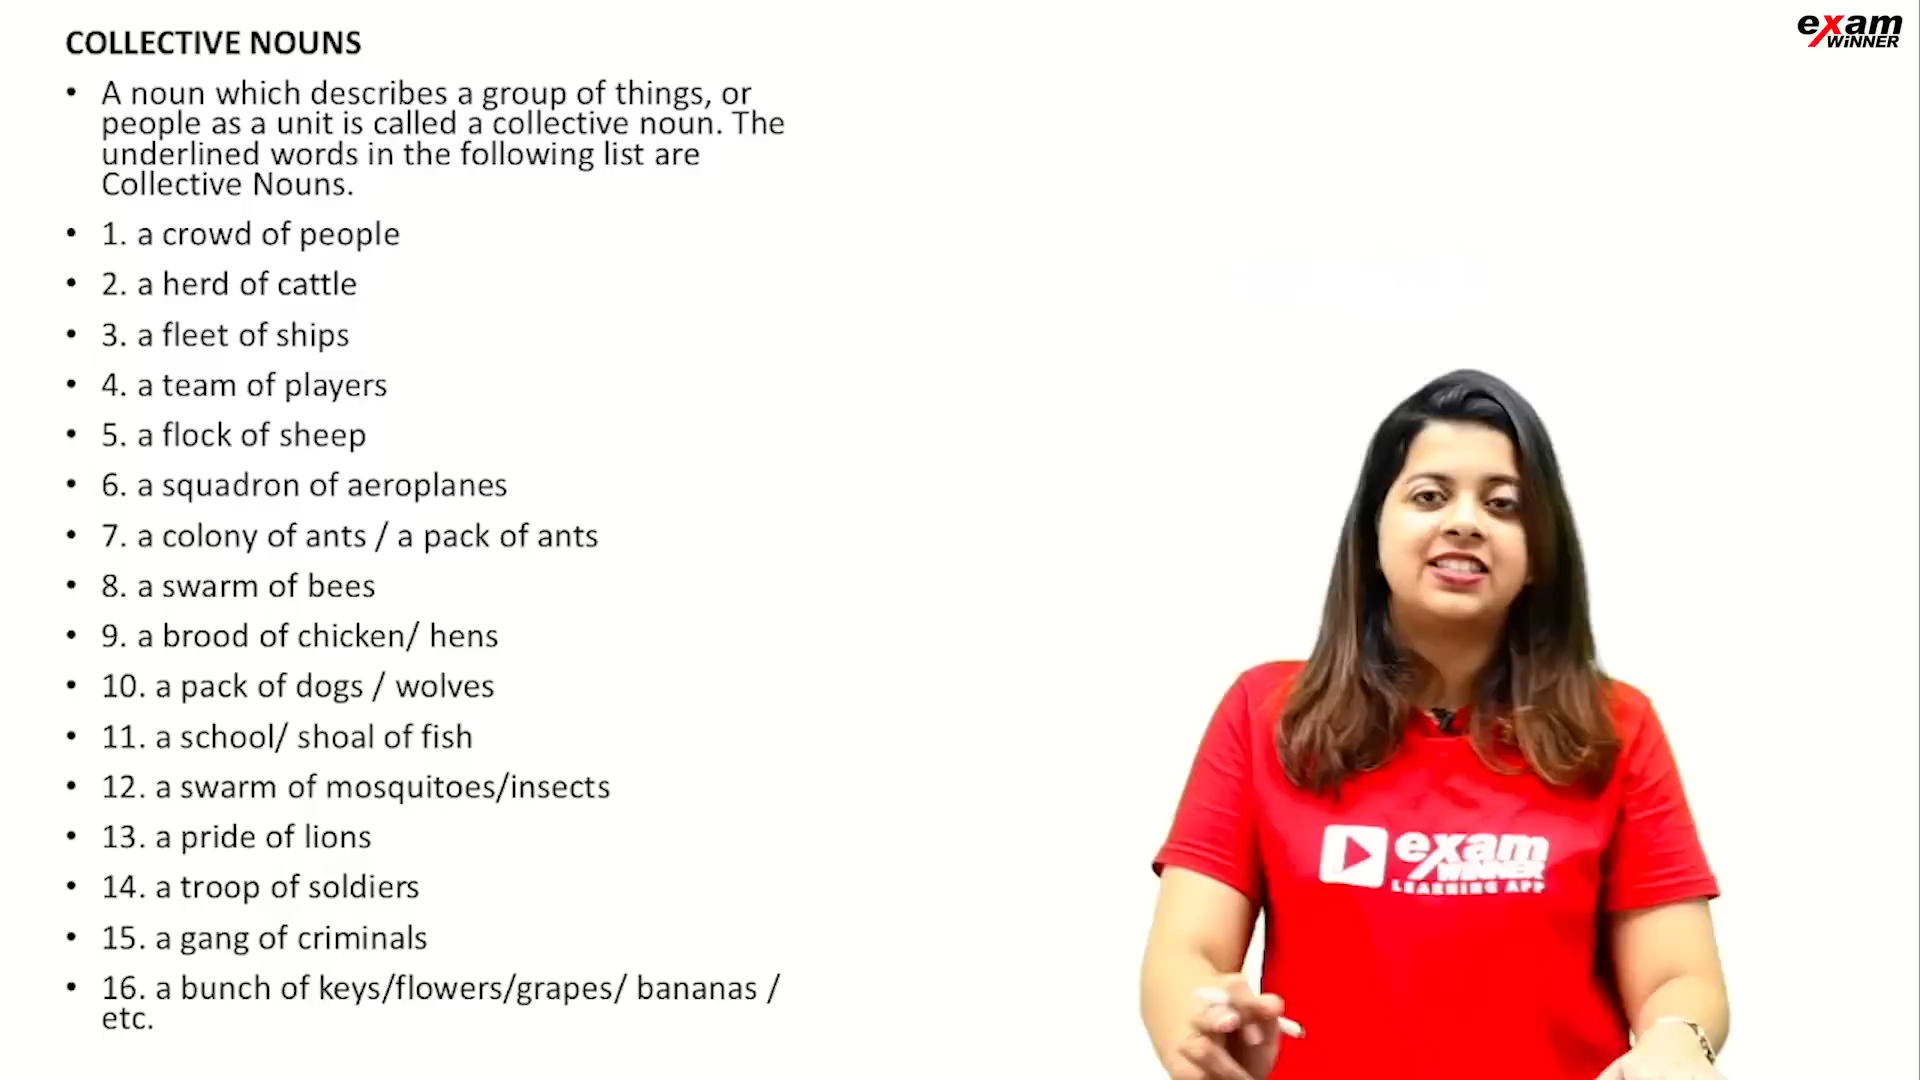 COLLECTIVE NOUNS
exam
WINNER
• A noun which describes a group of things, or
people as a unit is called a collective noun. The
underlined words in the following list are
Collective Nouns.
• 1. a crowd of people
• 2. a herd of cattle
• 3. a fleet of ships
• 4. a team of players
• 5. a flock of sheep
• 6. a squadron of aeroplanes
• 7. a colony of ants / a pack of ants
• 8. a swarm of bees
• 9. a brood of chicken/ hens
• 10. a pack of dogs / wolves
• 11. a school/ shoal of fish
• 12. a swarm of mosquitoes/insects
• 13. a pride of lions
• 14. a troop of soldiers
• 15. a gang of criminals
• 16. a bunch of keys/flowers/grapes/ bananas /
etc.
exam
WINNER
LEARNING APP